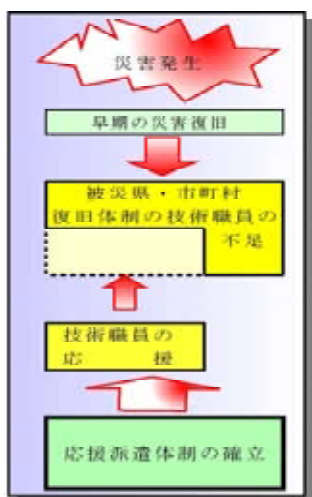 災害発生
早期の災害復旧
被災県・市町村
復旧体制の技術職員の
不足
技術職員の
応　　援
応援派遣体制の確立